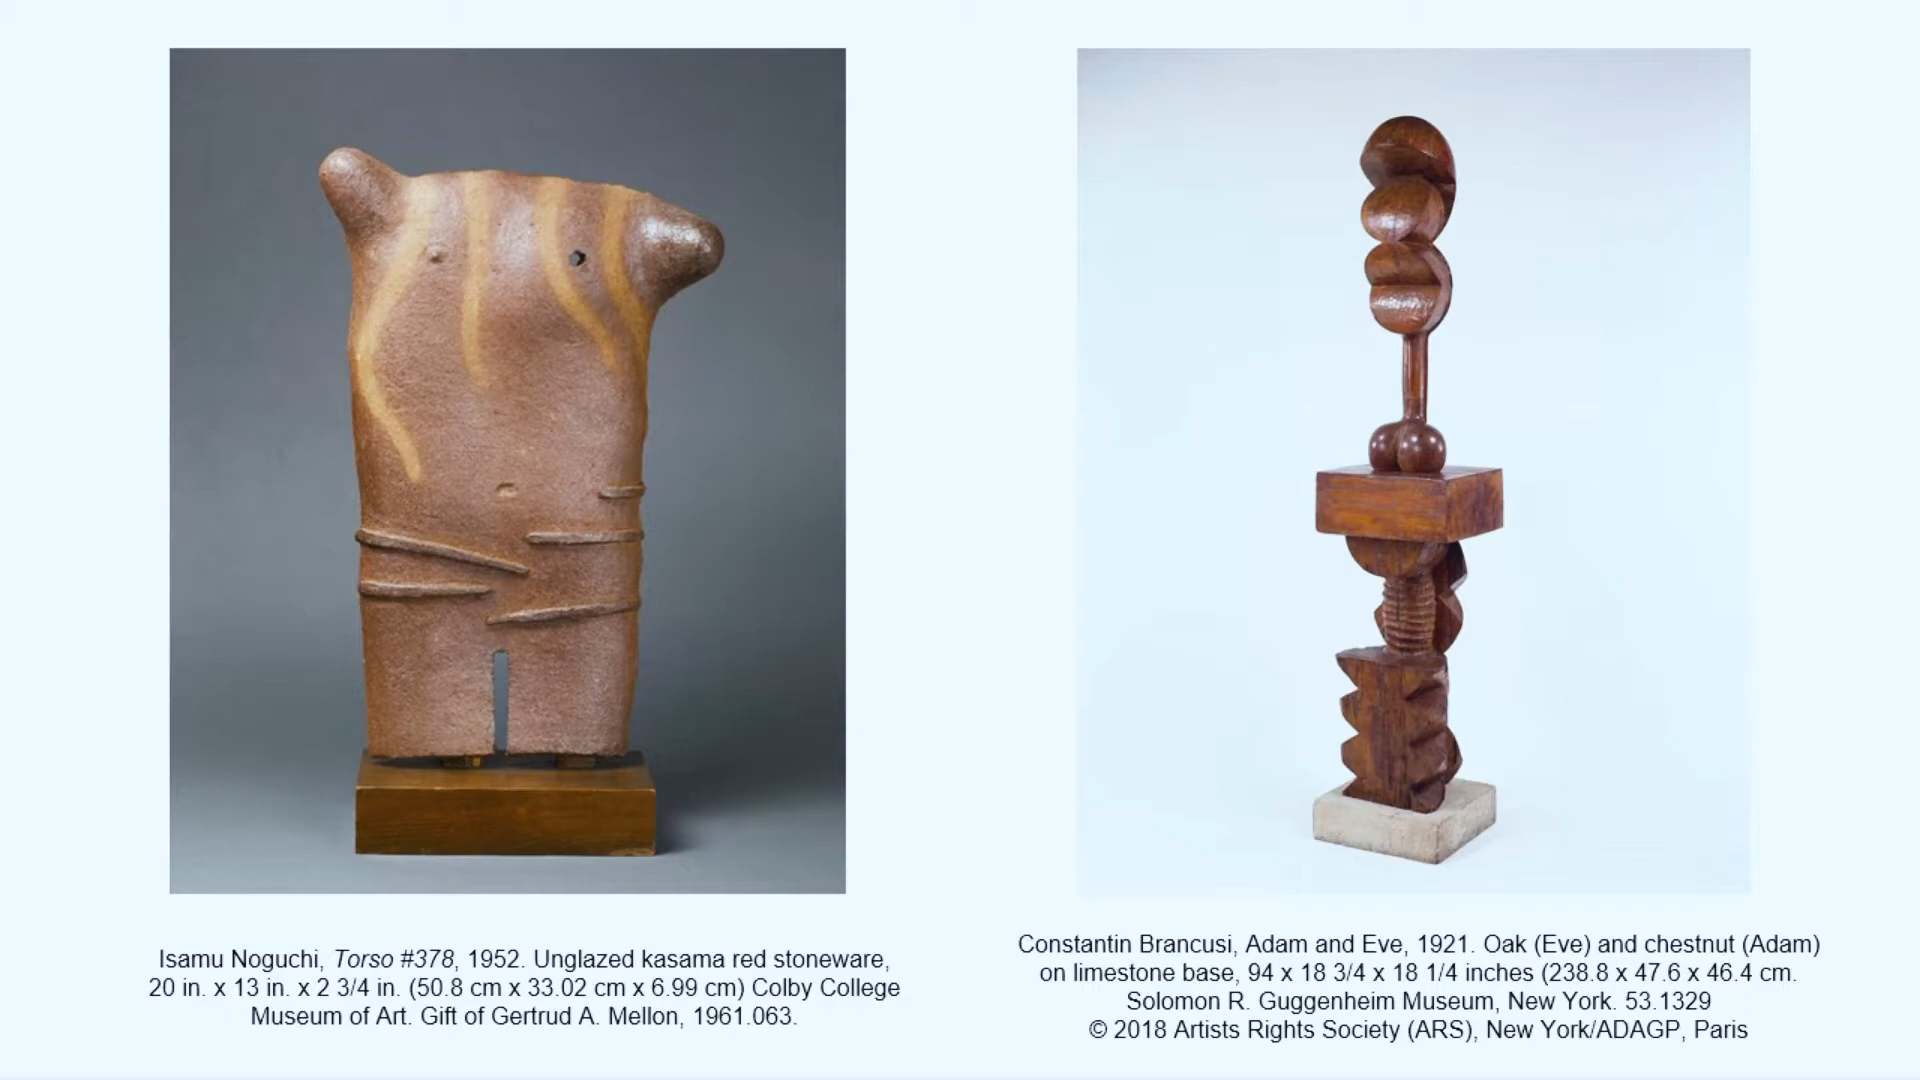 Isamu Noguchi, Torso #378, 1952. Unglazed kasama red stoneware,
20 in. x 13 in. x 2 3/4 in. (50.8 cm x 33.02 cm x 6.99 cm) Colby College
Museum of Art. Gift of Gertrud A. Mellon, 1961.063.
Constantin Brancusi, Adam and Eve, 1921. Oak (Eve) and chestnut (Adam)
on limestone base, 94 x 18 3/4 x 18 1/4 inches (238.8 x 47.6 x 46.4 cm.
Solomon R. Guggenheim Museum, New York. 53.1329
© 2018 Artists Rights Society (ARS), New York/ADAGP, Paris